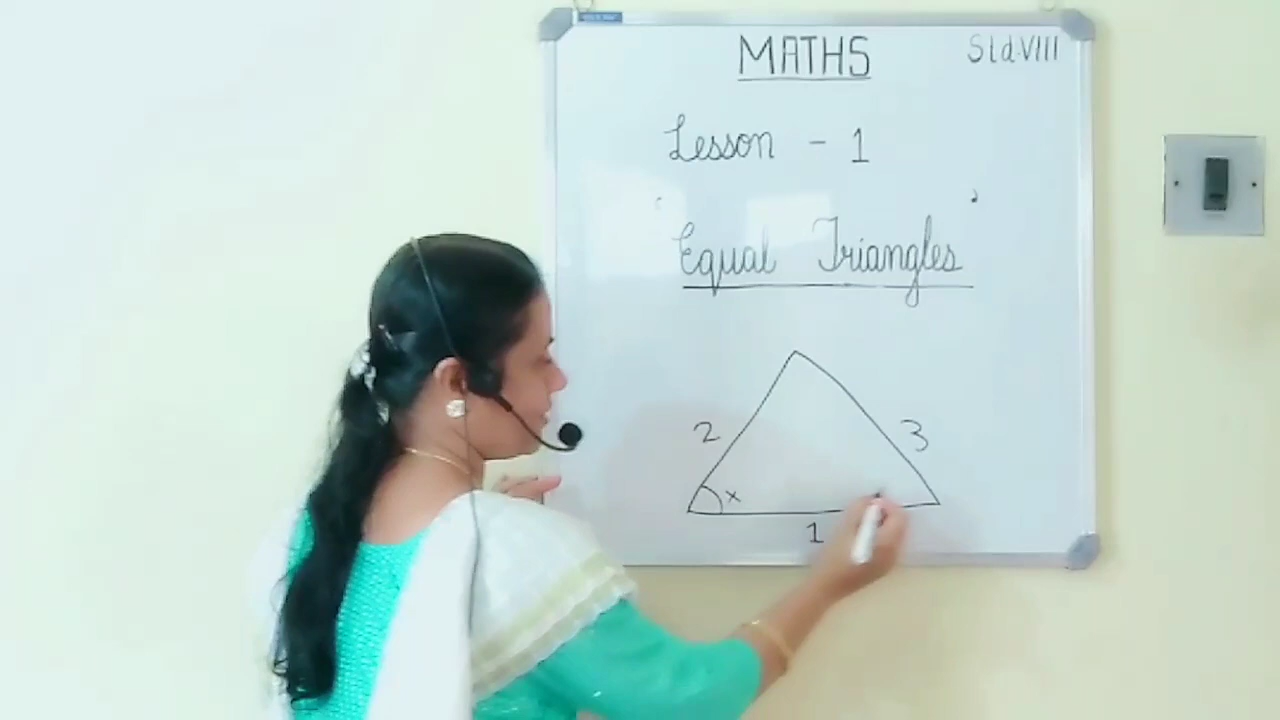 MATHS
Std.VIII
Lesson - 1
"Equal Triangles"
2
3
x
1